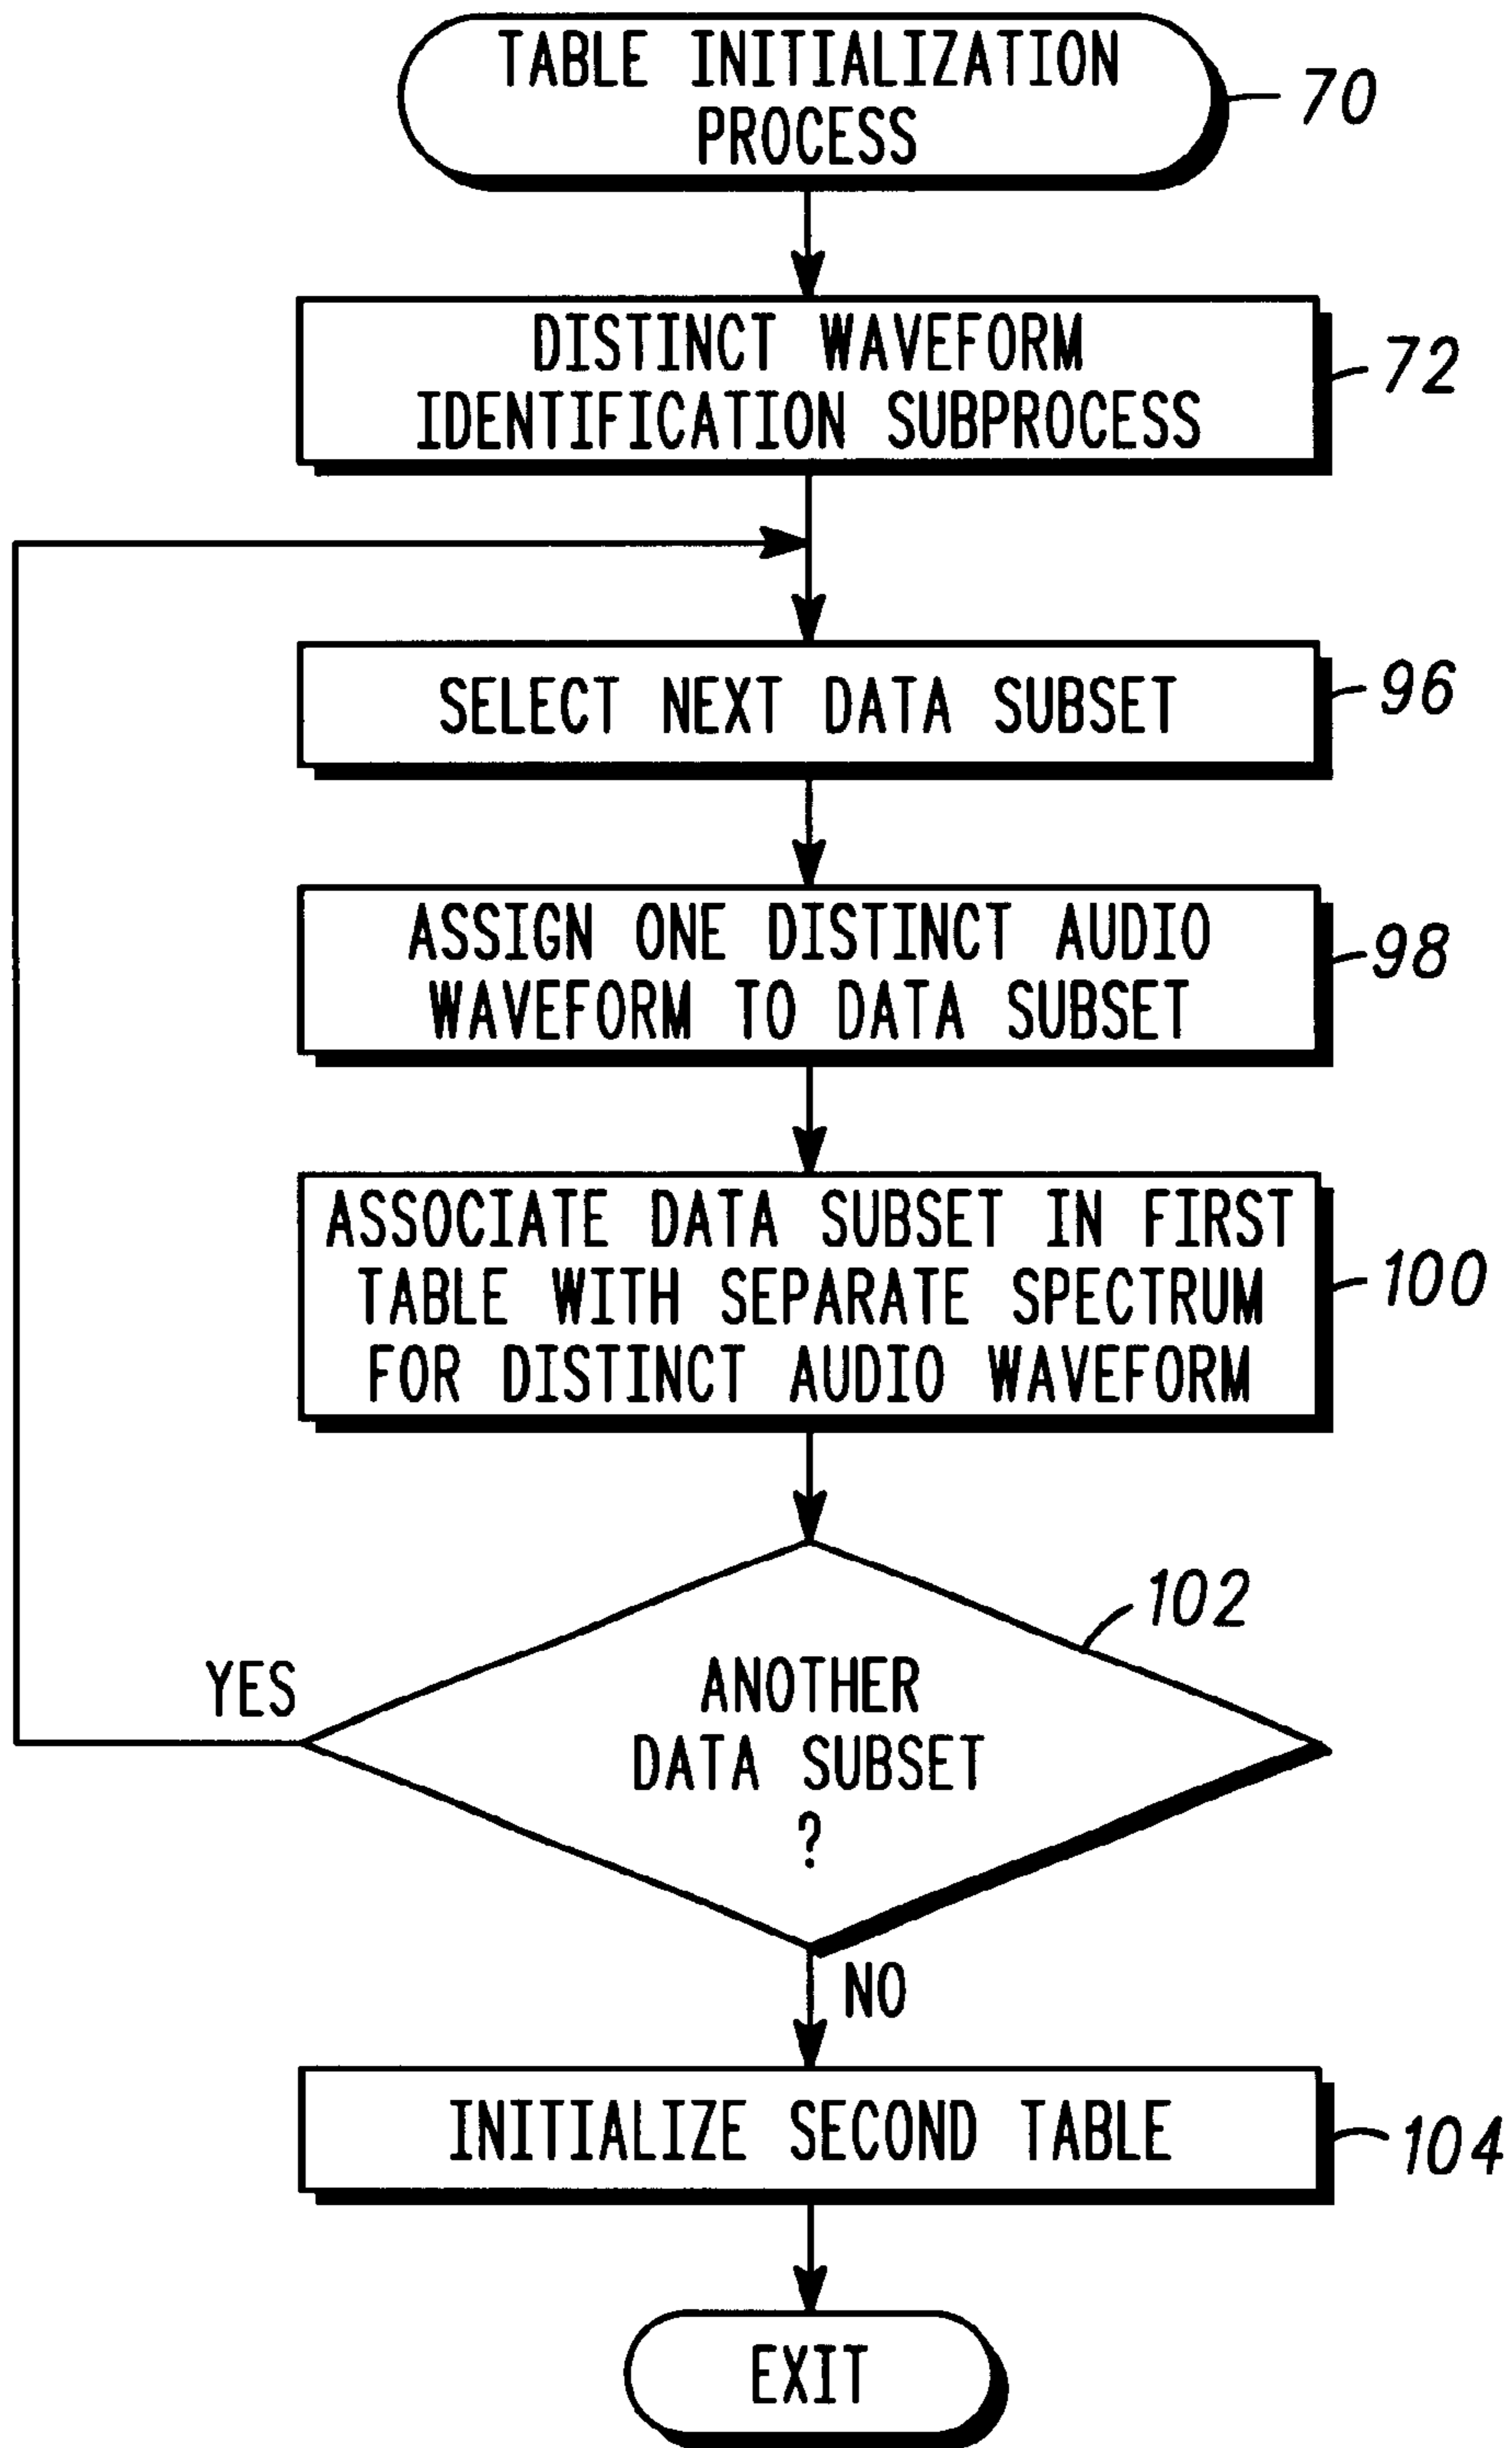 TABLE INITIALIZATION
PROCESS
70
DISTINCT WAVEFORM
IDENTIFICATION SUBPROCESS
72
SELECT NEXT DATA SUBSET
96
ASSIGN ONE DISTINCT AUDIO
WAVEFORM TO DATA SUBSET
98
ASSOCIATE DATA SUBSET IN FIRST
TABLE WITH SEPARATE SPECTRUM
FOR DISTINCT AUDIO WAVEFORM
100
102
YES
ANOTHER
DATA SUBSET
?
NO
INITIALIZE SECOND TABLE
104
EXIT